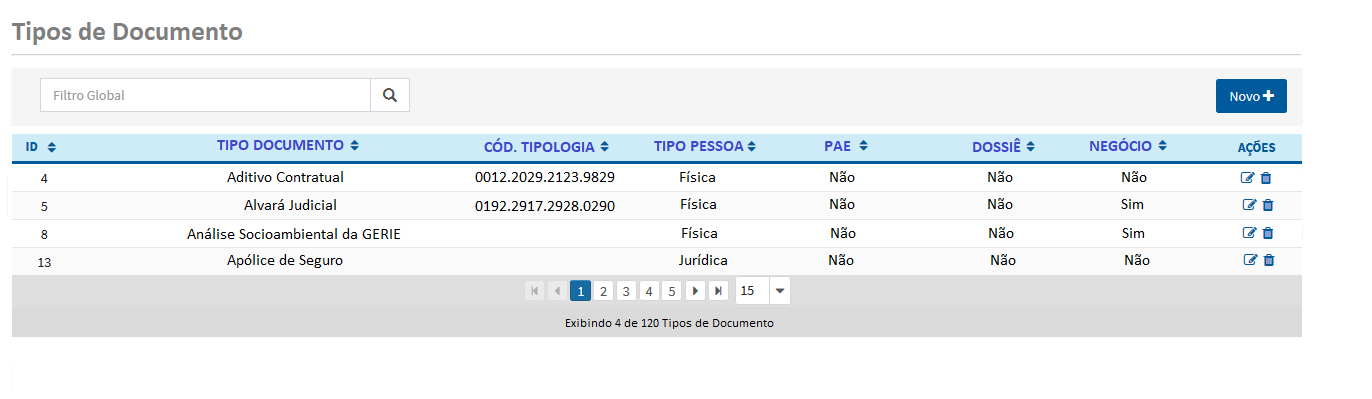 Tipos de Documento
Filtro Global
Novo
ID TIPO DOCUMENTO CÓD. TIPOLOGIA TIPO PESSOA PAE DOSSIÊ NEGÓCIO AÇÕES
4 Aditivo Contratual 0012.2029.2123.9829 Física Não Não Não
5 Alvará Judicial 0192.2917.2928.0290 Física Não Não Sim
8 Análise Socioambiental da GERIE Física Não Não Sim
13 Apólice de Seguro Jurídica Não Não Não
1 2 3 4 5 15
Exibindo 4 de 120 Tipos de Documento